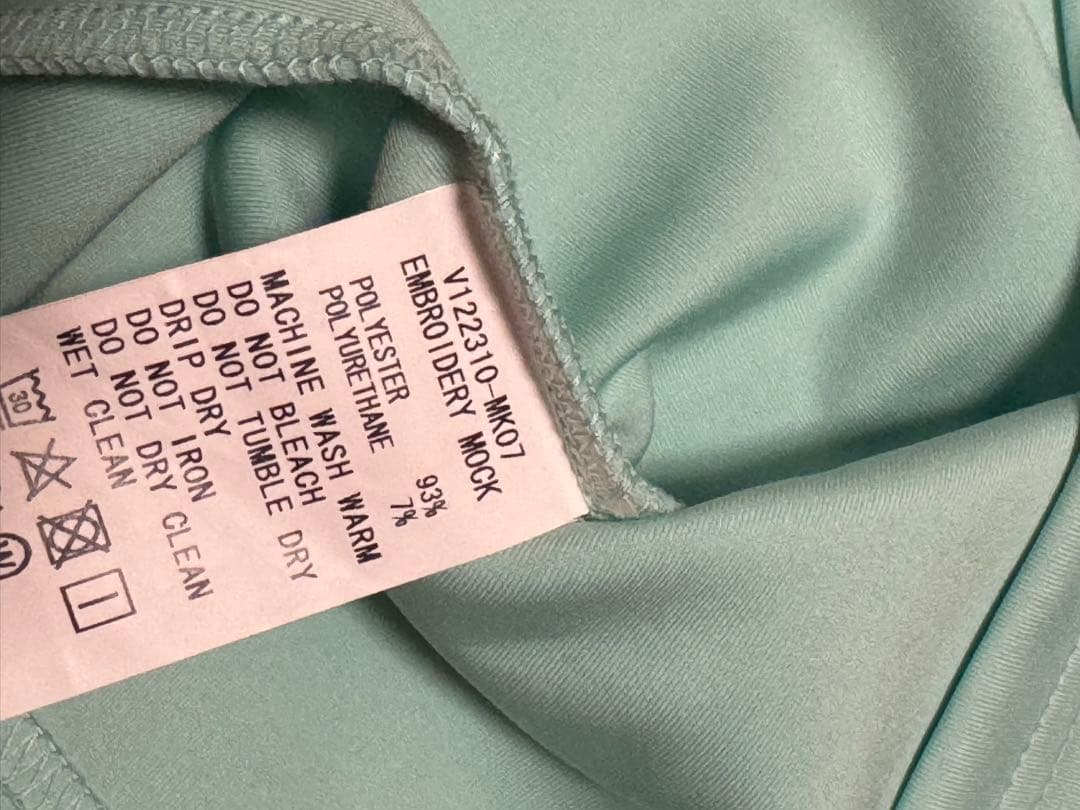 V122310-MK07
EMBROIDERY MOCK
POLYESTER 93%
POLYURETHANE 7%
MACHINE WASH WARM
DO NOT BLEACH
DO NOT TUMBLE DRY
DRIP DRY
DO NOT IRON
DO NOT DRY CLEAN
WET CLEAN
30
W